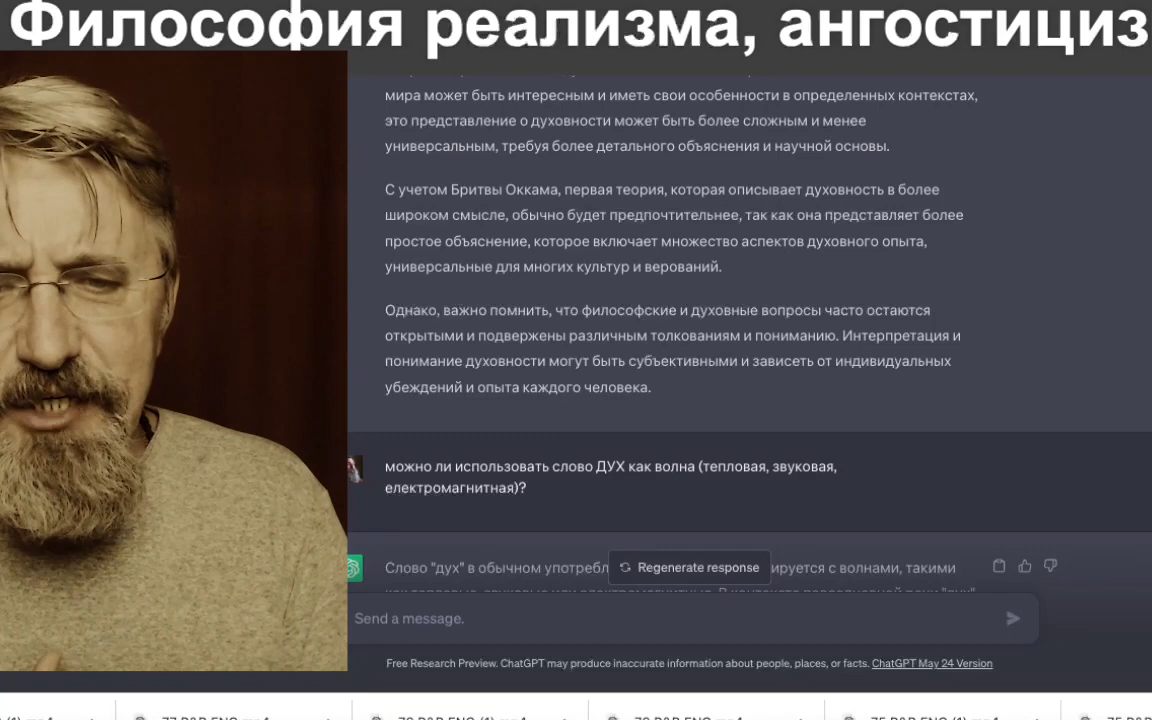 Философия реализма, ангостициз
мира может быть интересным и иметь свои особенности в определенных контекстах,
это представление о духовности может быть более сложным и менее
универсальным, требуя более детального объяснения и научной основы.
С учетом Бритвы Оккама, первая теория, которая описывает духовность в более
широком смысле, обычно будет предпочтительнее, так как она представляет более
простое объяснение, которое включает множество аспектов духовного опыта,
универсальные для многих культур и верований.
Однако, важно помнить, что философские и духовные вопросы часто остаются
открытыми и подвержены различным толкованиям и пониманию. Интерпретация и
понимание духовности могут быть субъективными и зависеть от индивидуальных
убеждений и опыта каждого человека.
можно ли использовать слово ДУХ как волна (тепловая, звуковая,
електромагнитная)?
Слово "дух" в обычном употребл Regenerate response ируется с волнами, такими
Send a message.
Free Research Preview. ChatGPT may produce inaccurate information about people, places, or facts. ChatGPT May 24 Version